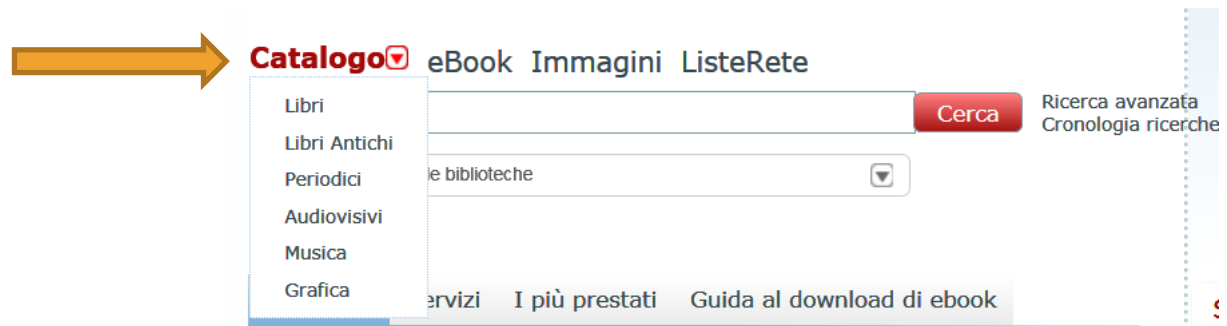 Catalogo eBook Immagini ListeRete
Libri
Cerca
Ricerca avanzata
Cronologia ricerche
Libri Antichi
Periodici
le biblioteche
Audiovisivi
Musica
Grafica
ervizi I più prestati Guida al download di ebook